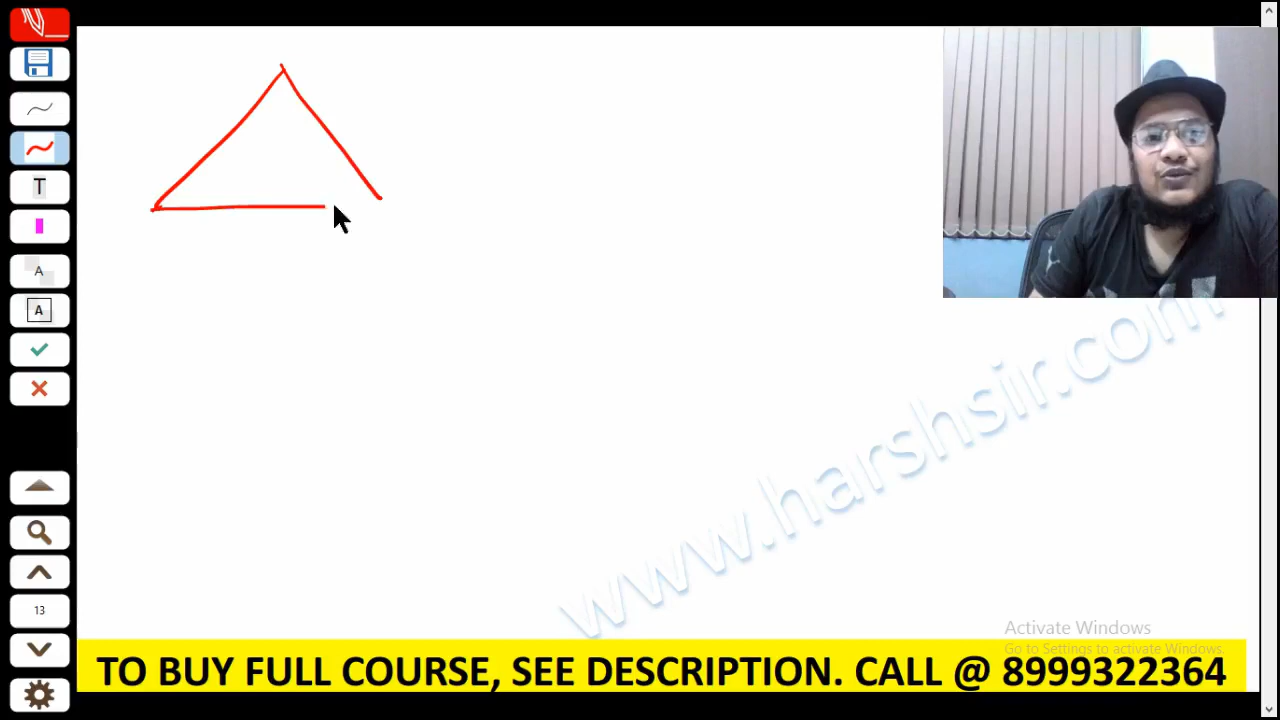 T
A
A
13
www.harshsir.com
Activate Windows
Go to Settings to activate Windows.
TO BUY FULL COURSE, SEE DESCRIPTION. CALL @ 8999322364